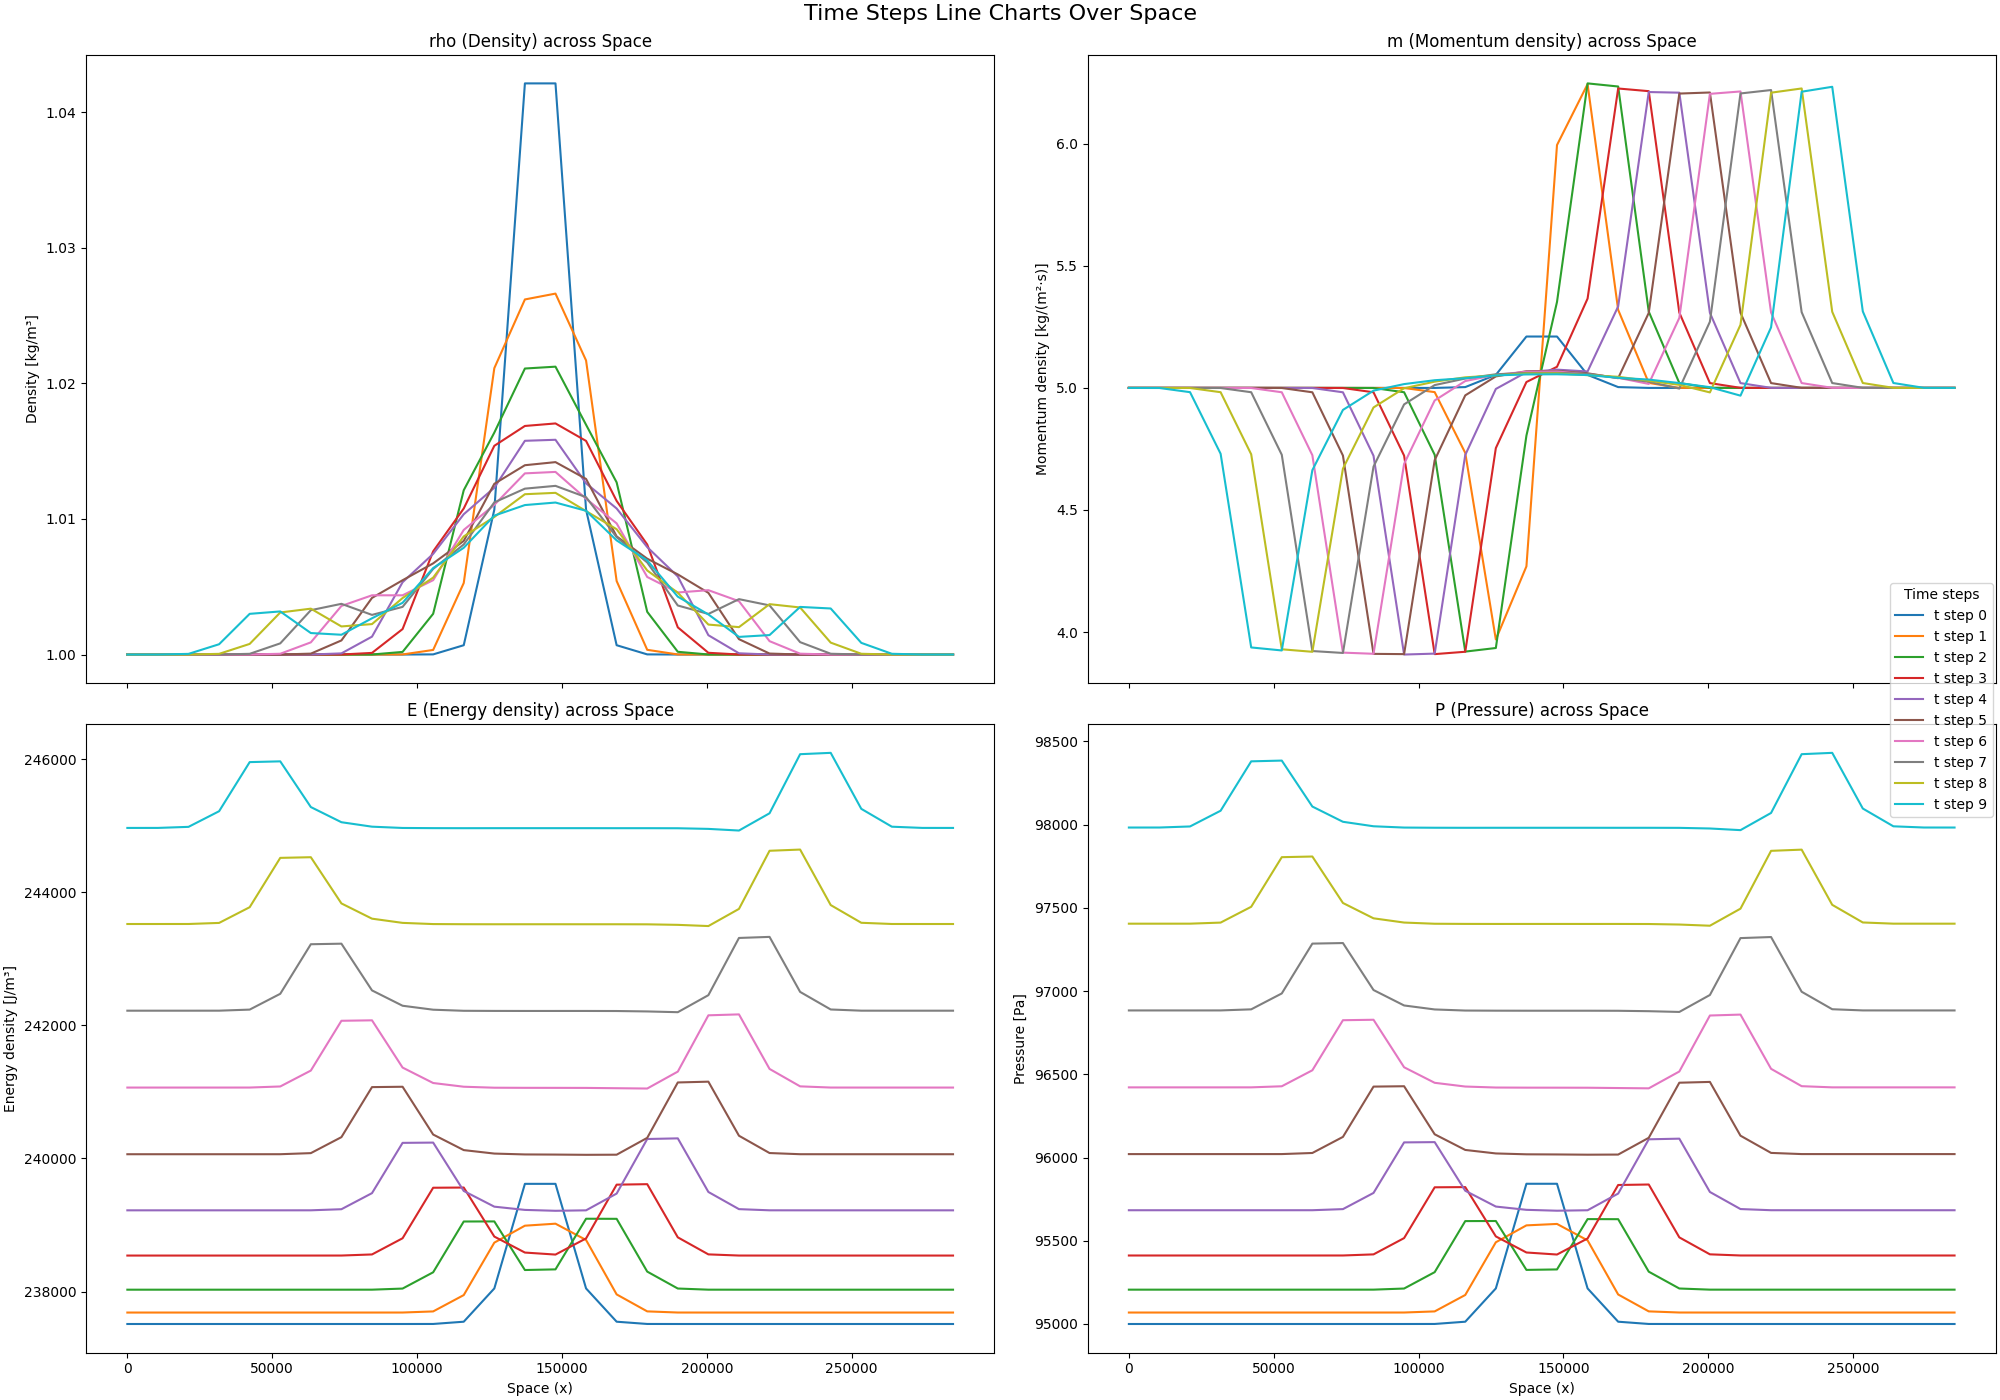 Time Steps Line Charts Over Space
rho (Density) across Space
Density [kg/m³]
1.04
1.03
1.02
1.01
1.00
m (Momentum density) across Space
Momentum density [kg/(m²·s)]
6.0
5.5
5.0
4.5
4.0
Time steps
t step 0
t step 1
t step 2
t step 3
t step 4
t step 5
t step 6
t step 7
t step 8
t step 9
E (Energy density) across Space
Energy density [J/m³]
246000
244000
242000
240000
238000
0 50000 100000 150000 200000 250000
Space (x)
P (Pressure) across Space
Pressure [Pa]
98500
98000
97500
97000
96500
96000
95500
95000
0 50000 100000 150000 200000 250000
Space (x)